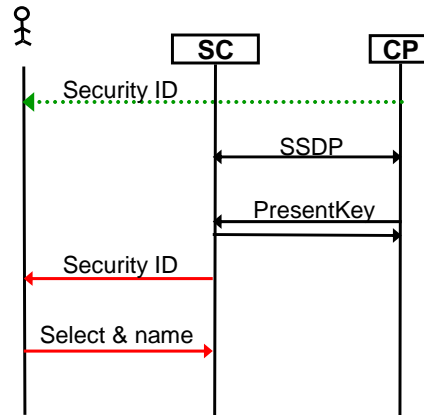 SC
CP
Security ID
SSDP
PresentKey
Security ID
Select & name